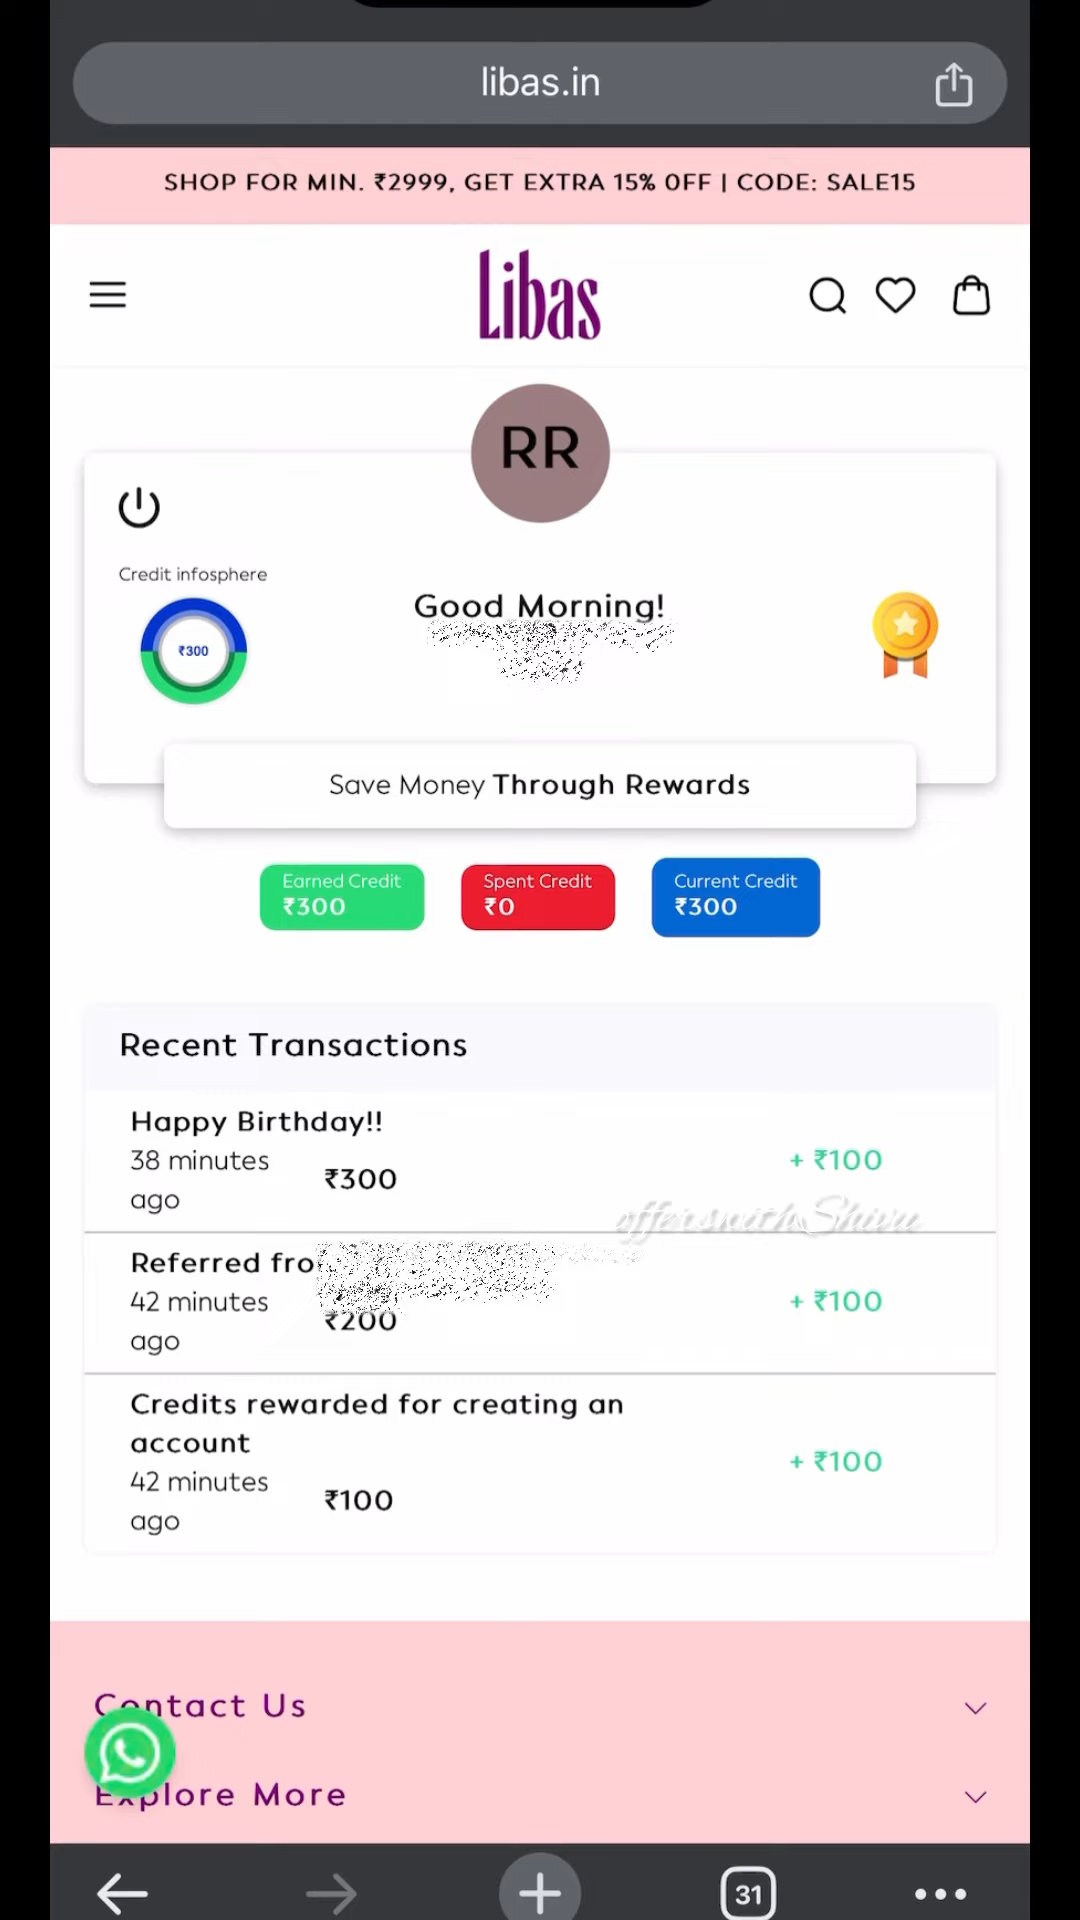 libas.in
SHOP FOR MIN. ₹2999, GET EXTRA 15% OFF | CODE: SALE15
Libas
RR
Credit infosphere
₹300
Good Morning!
Save Money Through Rewards
Earned Credit
₹300
Spent Credit
₹0
Current Credit
₹300
Recent Transactions
Happy Birthday!!
38 minutes
ago
₹300
+ ₹100
offerswithShivu
Referred fro
42 minutes
ago
₹200
+ ₹100
Credits rewarded for creating an
account
42 minutes
ago
₹100
+ ₹100
Contact Us
Explore More
31